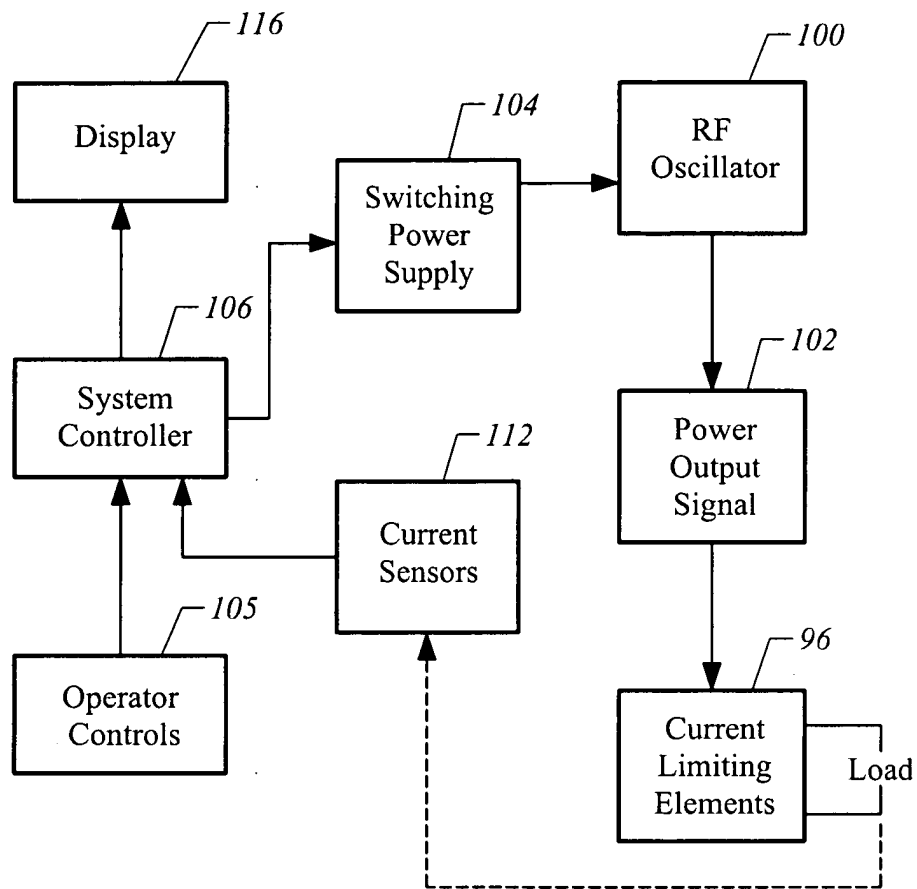 116
Display
104
Switching
Power
Supply
100
RF
Oscillator
106
System
Controller
102
Power
Output
Signal
112
Current
Sensors
105
Operator
Controls
96
Current
Limiting
Elements
Load